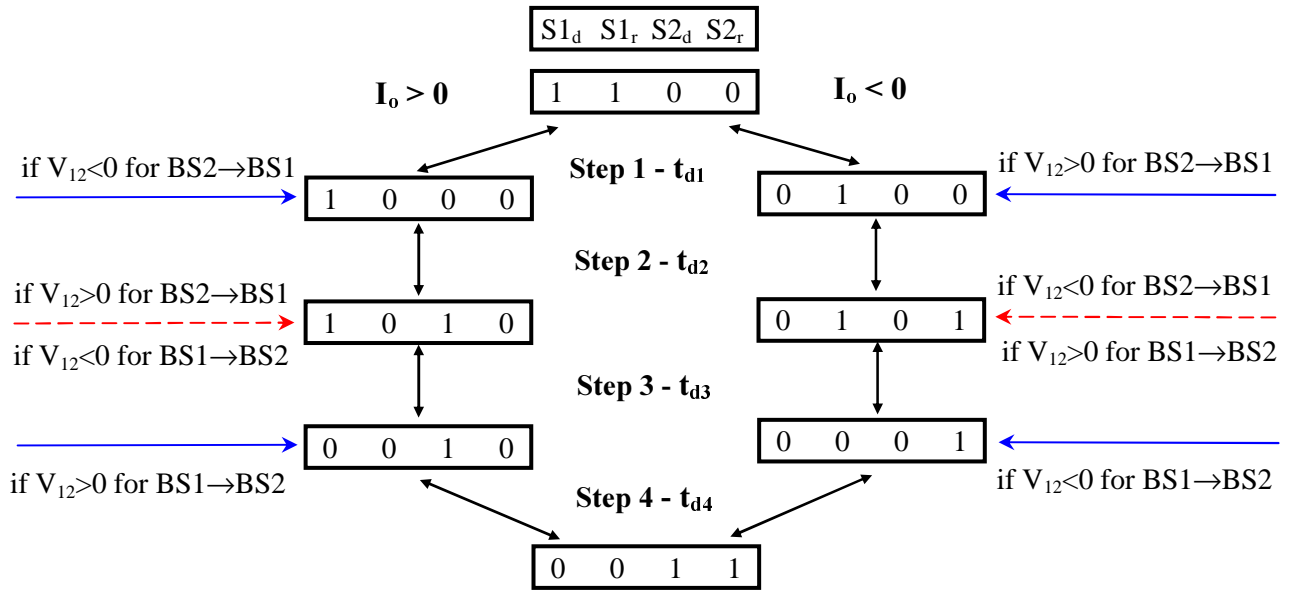 S1d S1r S2d S2r
Io > 0
1 1 0 0
Io < 0
if V12<0 for BS2→BS1
Step 1 - td1
if V12>0 for BS2→BS1
1 0 0 0
0 1 0 0
Step 2 - td2
if V12>0 for BS2→BS1
if V12<0 for BS2→BS1
1 0 1 0
0 1 0 1
if V12<0 for BS1→BS2
if V12>0 for BS1→BS2
Step 3 - td3
0 0 1 0
0 0 0 1
if V12>0 for BS1→BS2
if V12<0 for BS1→BS2
Step 4 - td4
0 0 1 1